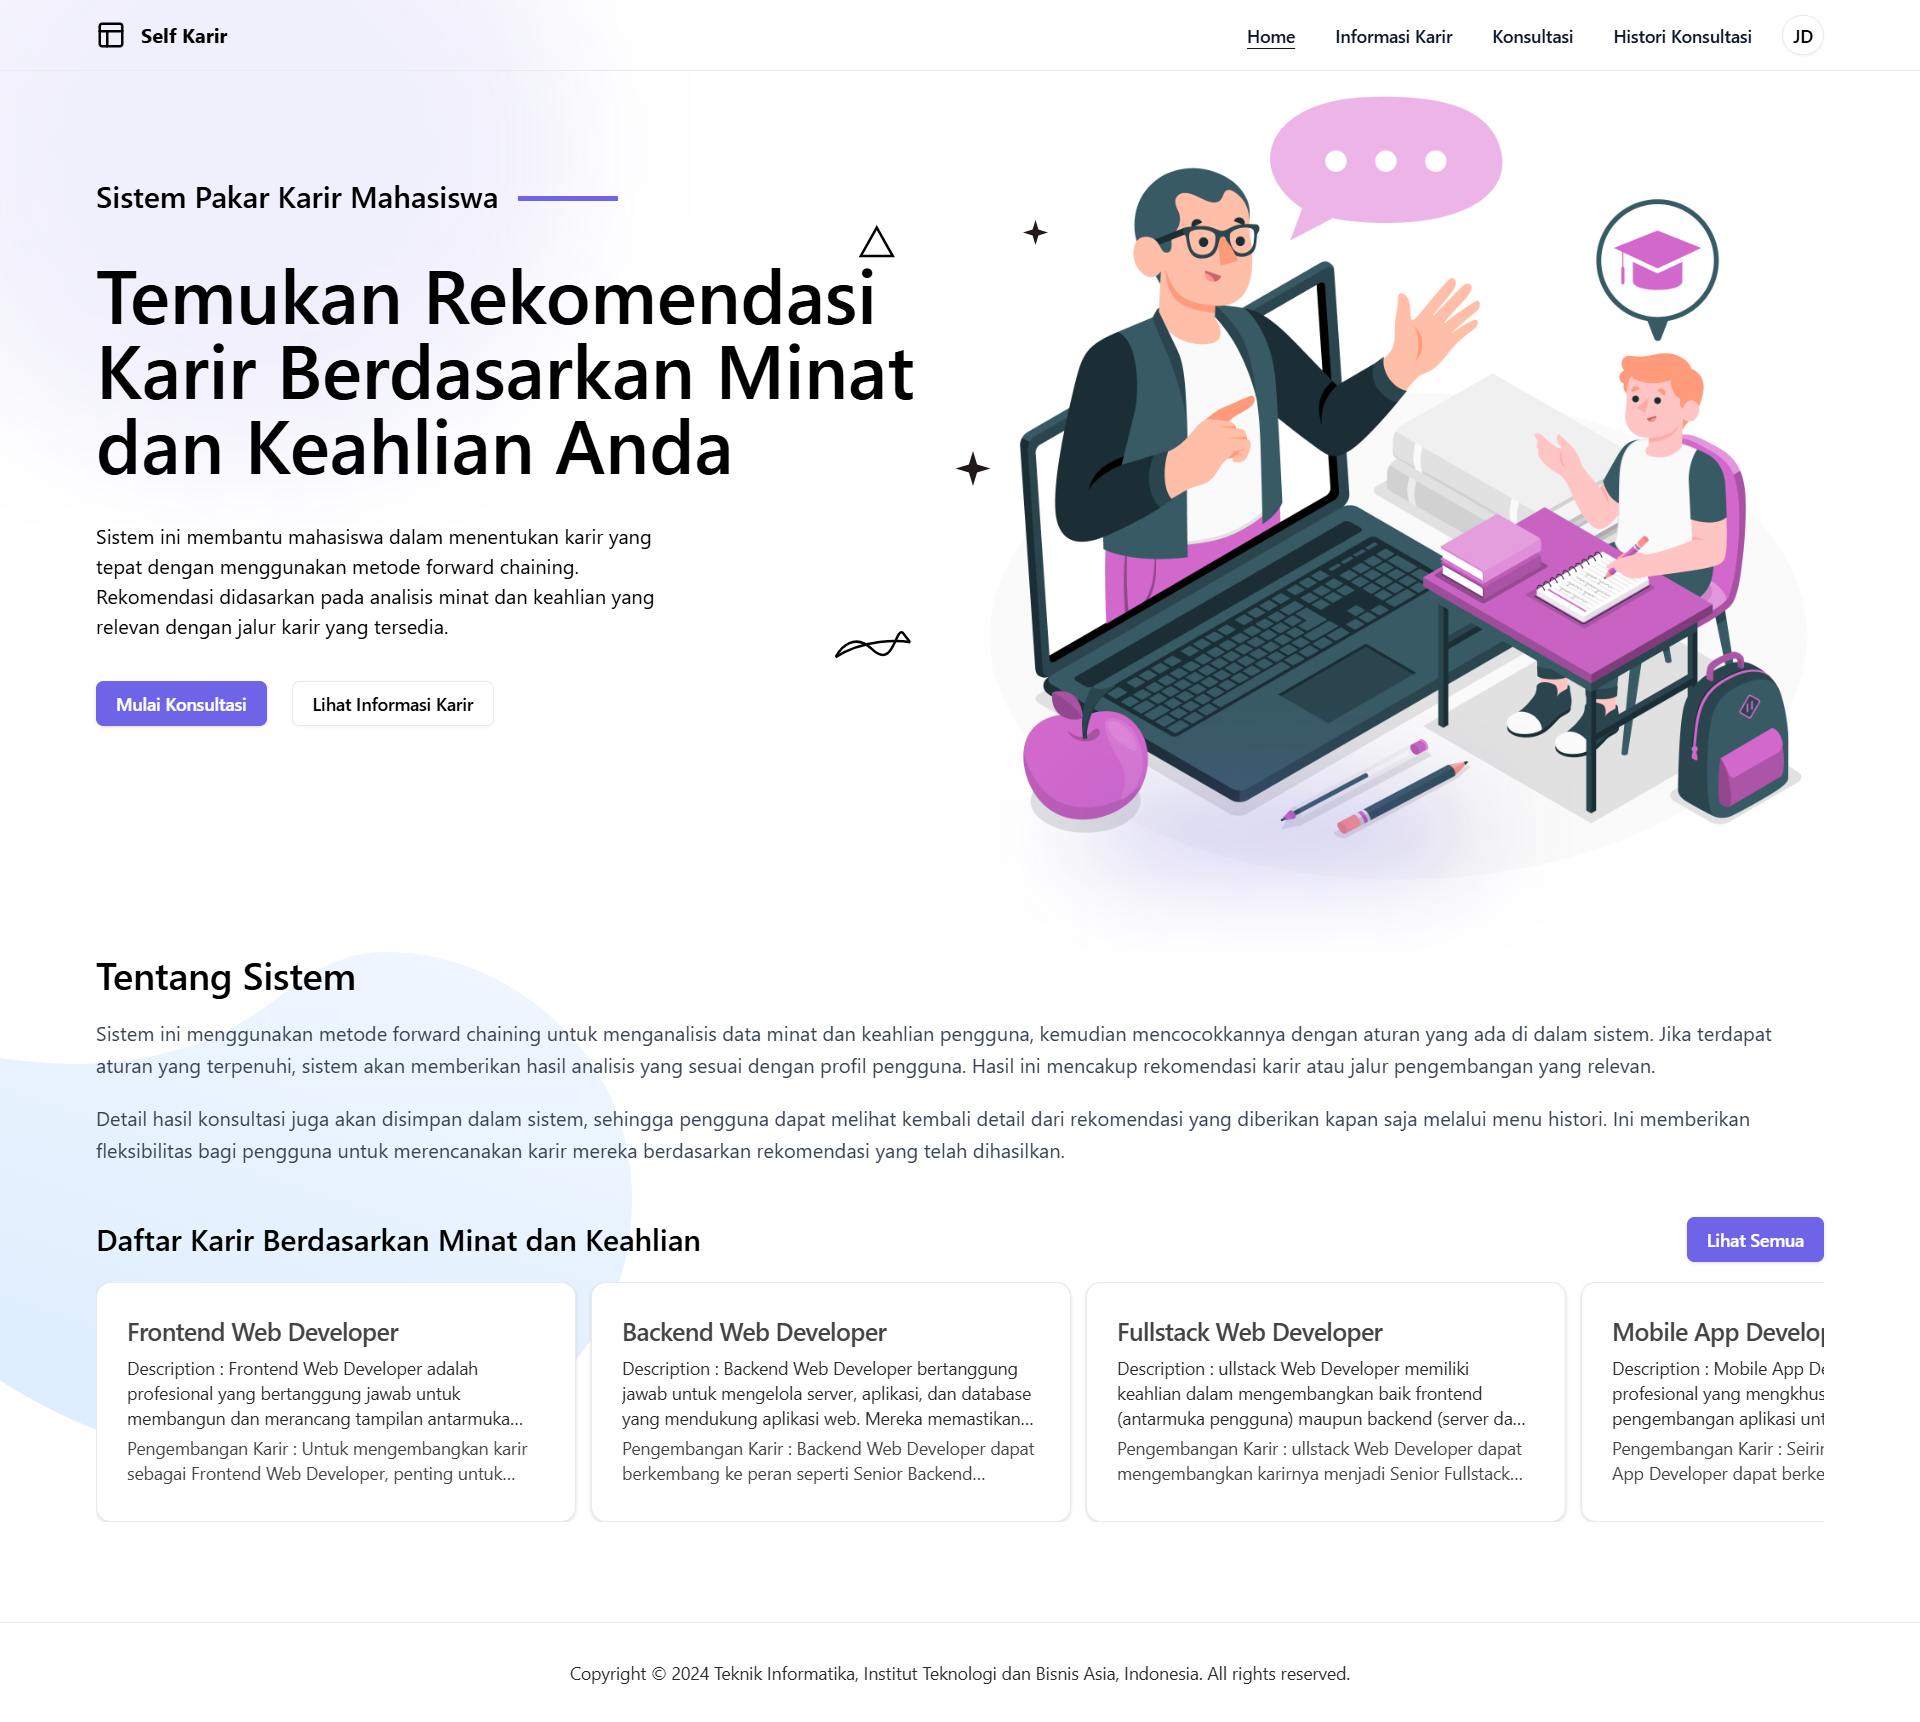 Self Karir
Home
Informasi Karir
Konsultasi
Histori Konsultasi
JD
Sistem Pakar Karir Mahasiswa
Temukan Rekomendasi
Karir Berdasarkan Minat
dan Keahlian Anda
Sistem ini membantu mahasiswa dalam menentukan karir yang
tepat dengan menggunakan metode forward chaining.
Rekomendasi didasarkan pada analisis minat dan keahlian yang
relevan dengan jalur karir yang tersedia.
Mulai Konsultasi
Lihat Informasi Karir
Tentang Sistem
Sistem ini menggunakan metode forward chaining untuk menganalisis data minat dan keahlian pengguna, kemudian mencocokkannya dengan aturan yang ada di dalam sistem. Jika terdapat
aturan yang terpenuhi, sistem akan memberikan hasil analisis yang sesuai dengan profil pengguna. Hasil ini mencakup rekomendasi karir atau jalur pengembangan yang relevan.
Detail hasil konsultasi juga akan disimpan dalam sistem, sehingga pengguna dapat melihat kembali detail dari rekomendasi yang diberikan kapan saja melalui menu histori. Ini memberikan
fleksibilitas bagi pengguna untuk merencanakan karir mereka berdasarkan rekomendasi yang telah dihasilkan.
Daftar Karir Berdasarkan Minat dan Keahlian
Lihat Semua
Frontend Web Developer
Description : Frontend Web Developer adalah
profesional yang bertanggung jawab untuk
membangun dan merancang tampilan antarmuka...
Pengembangan Karir : Untuk mengembangkan karir
sebagai Frontend Web Developer, penting untuk...
Backend Web Developer
Description : Backend Web Developer bertanggung
jawab untuk mengelola server, aplikasi, dan database
yang mendukung aplikasi web. Mereka memastikan...
Pengembangan Karir : Backend Web Developer dapat
berkembang ke peran seperti Senior Backend...
Fullstack Web Developer
Description : ullstack Web Developer memiliki
keahlian dalam mengembangkan baik frontend
(antarmuka pengguna) maupun backend (server da...
Pengembangan Karir : ullstack Web Developer dapat
mengembangkan karirnya menjadi Senior Fullstack...
Mobile App Develop
Description : Mobile App De
profesional yang mengkhus
pengembangan aplikasi unt
Pengembangan Karir : Seirin
App Developer dapat berke
Copyright © 2024 Teknik Informatika, Institut Teknologi dan Bisnis Asia, Indonesia. All rights reserved.